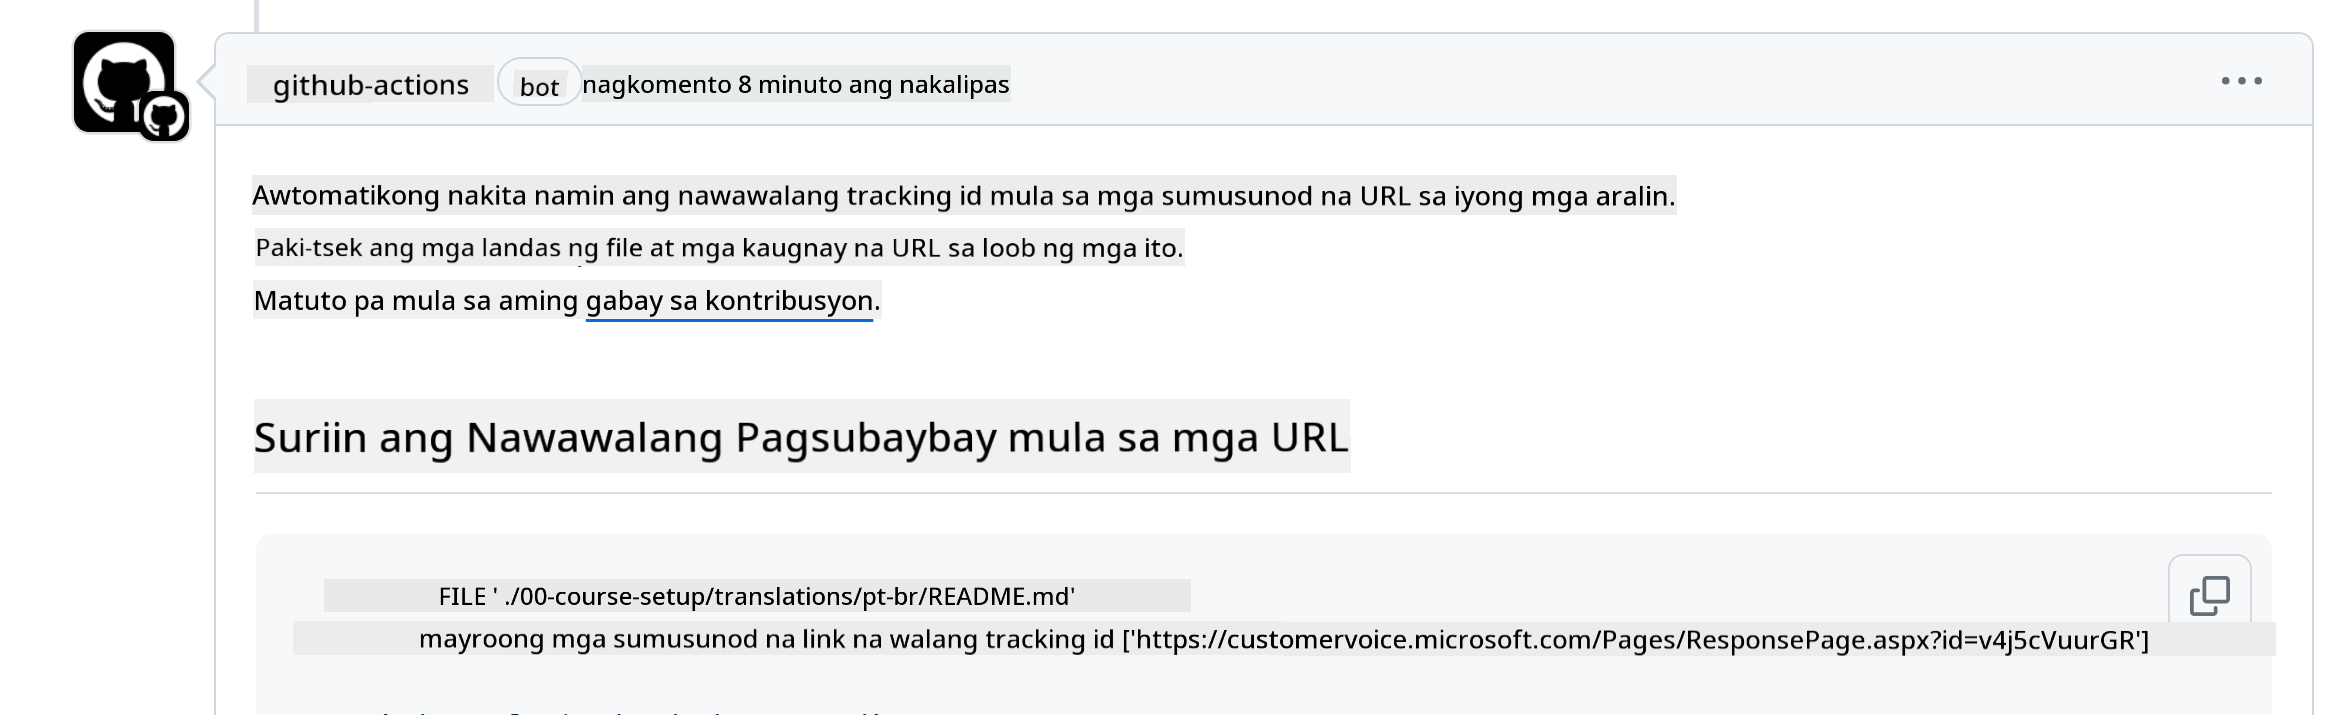 github-actions bot nagkomento 8 minuto ang nakalipas
Awtomatikong nakita namin ang nawawalang tracking id mula sa mga sumusunod na URL sa iyong mga aralin.
Paki-tsek ang mga landas ng file at mga kaugnay na URL sa loob ng mga ito.
Matuto pa mula sa aming gabay sa kontribusyon.
Suriin ang Nawawalang Pagsubaybay mula sa mga URL
FILE ' ./00-course-setup/translations/pt-br/README.md'
mayroong mga sumusunod na link na walang tracking id ['https://customervoice.microsoft.com/Pages/ResponsePage.aspx?id=v4j5cVuurGR']